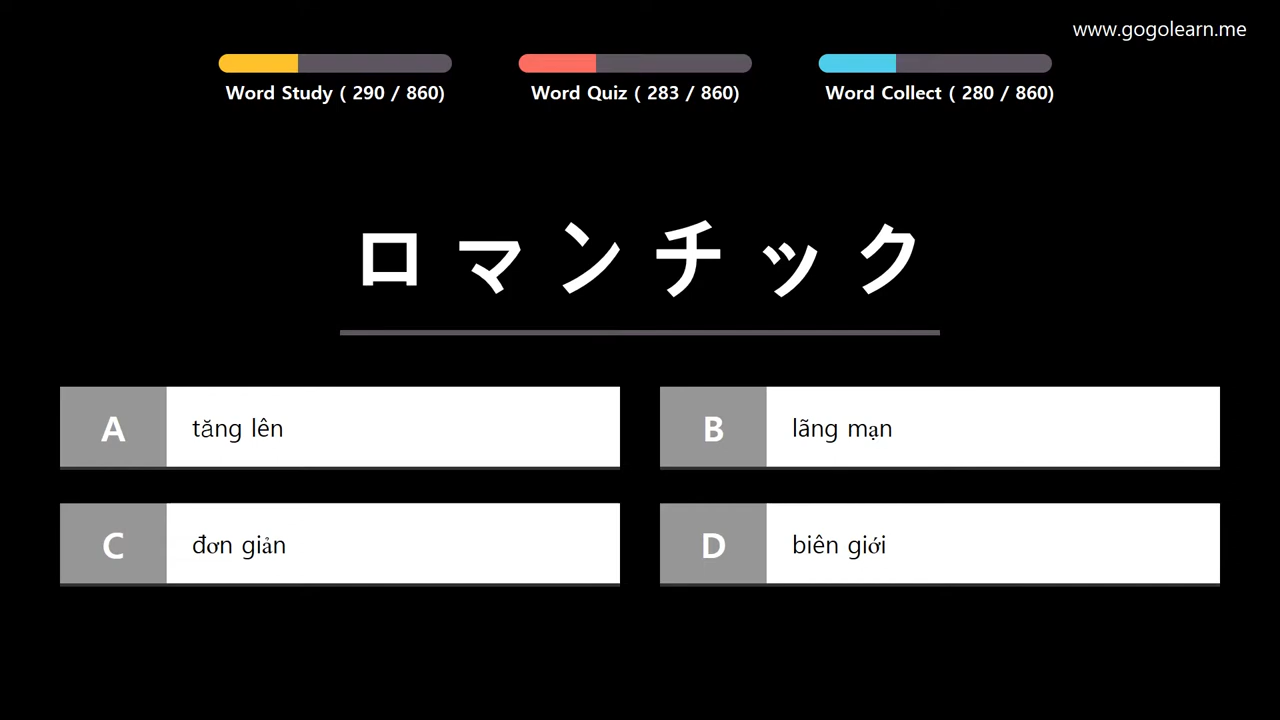 www.gogolearn.me
Word Study ( 290 / 860)
Word Quiz ( 283 / 860)
Word Collect ( 280 / 860)
ロマンチック
A
tăng lên
B
lãng mạn
C
đơn giản
D
biên giới